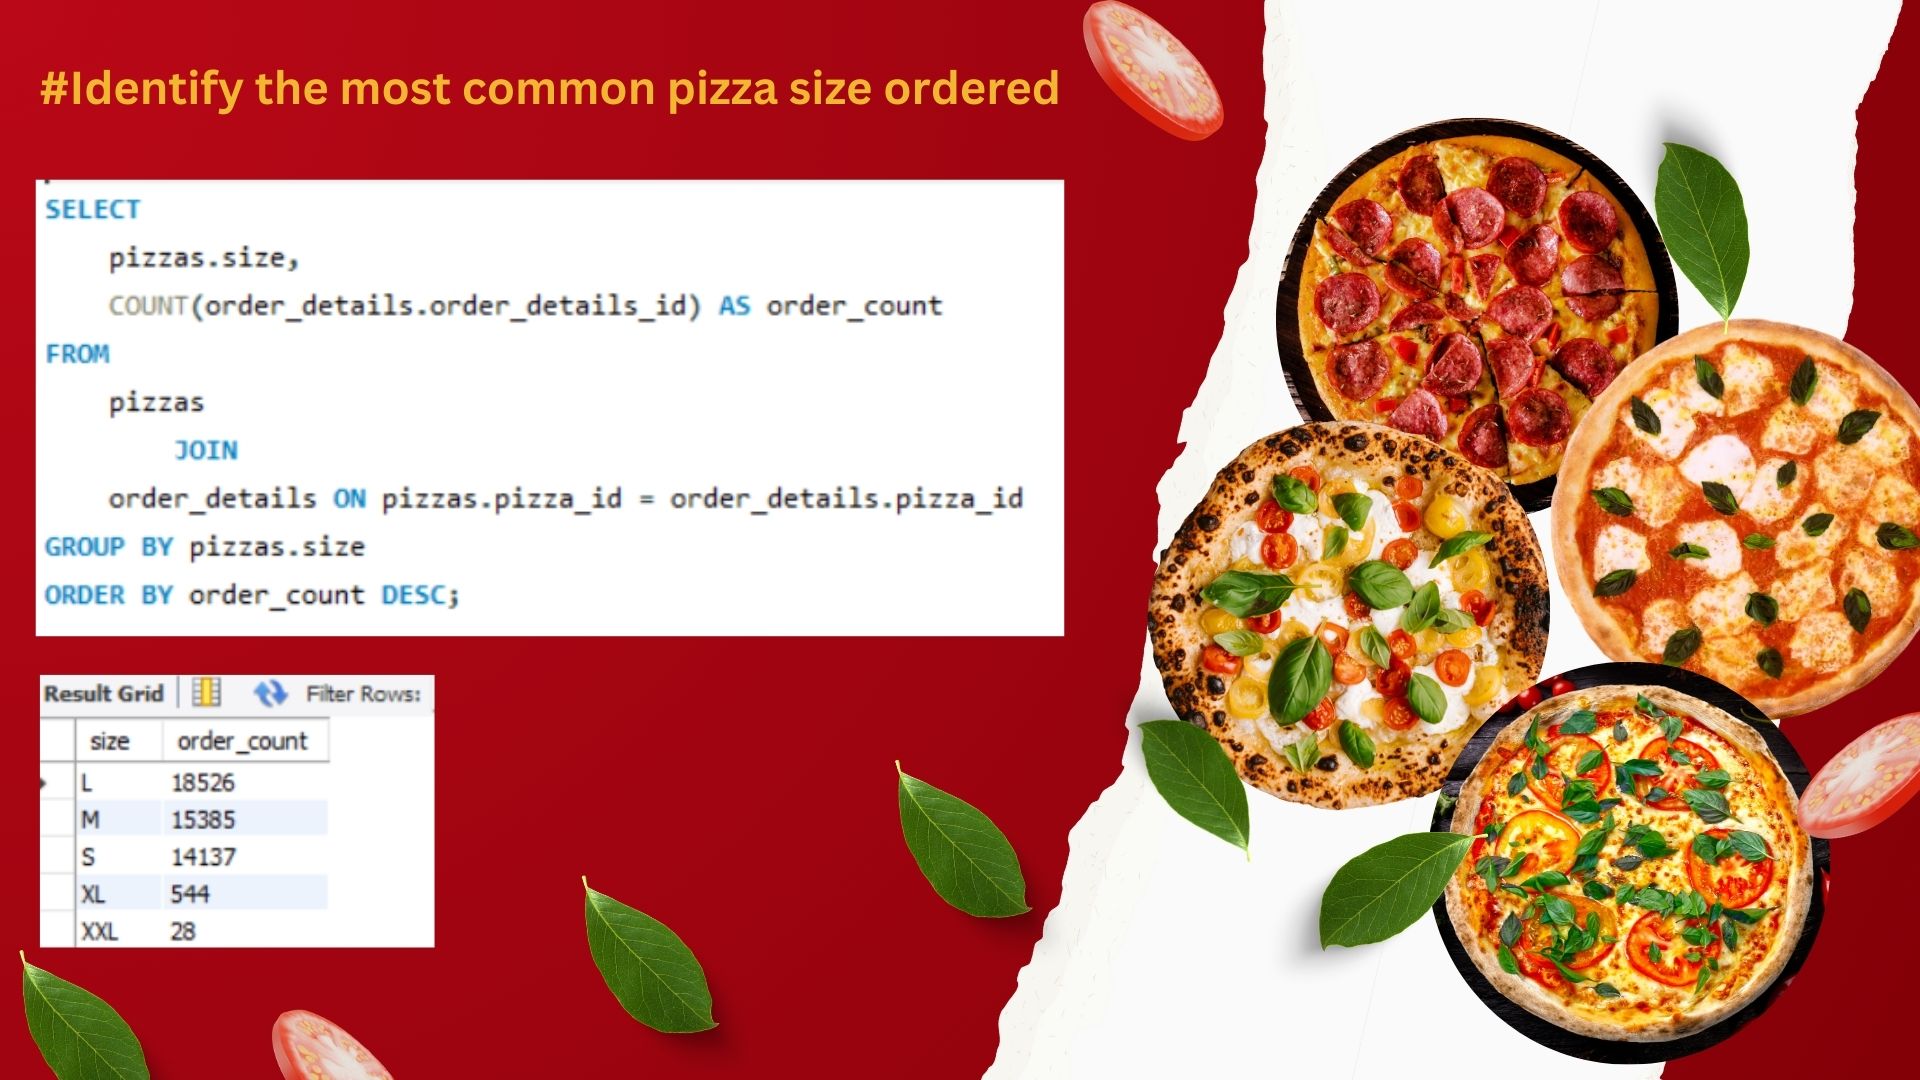 #Identify the most common pizza size ordered
SELECT
pizzas.size,
COUNT(order_details.order_details_id) AS order_count
FROM
pizzas
JOIN
order_details ON pizzas.pizza_id = order_details.pizza_id
GROUP BY pizzas.size
ORDER BY order_count DESC;
Result Grid Filter Rows:
size order_count
L 18526
M 15385
S 14137
XL 544
XXL 28